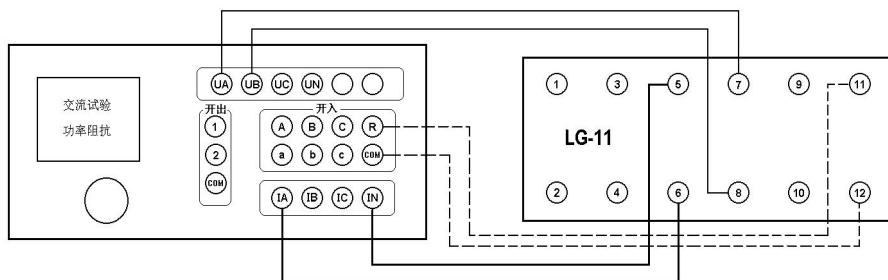 UA UB UC UN
交流试验
功率阻抗
开出
1
2
COM
开入
A B C R
a b c COM
IA IB IC IN
1 3 5 7 9 11
LG-11
2 4 6 8 10 12